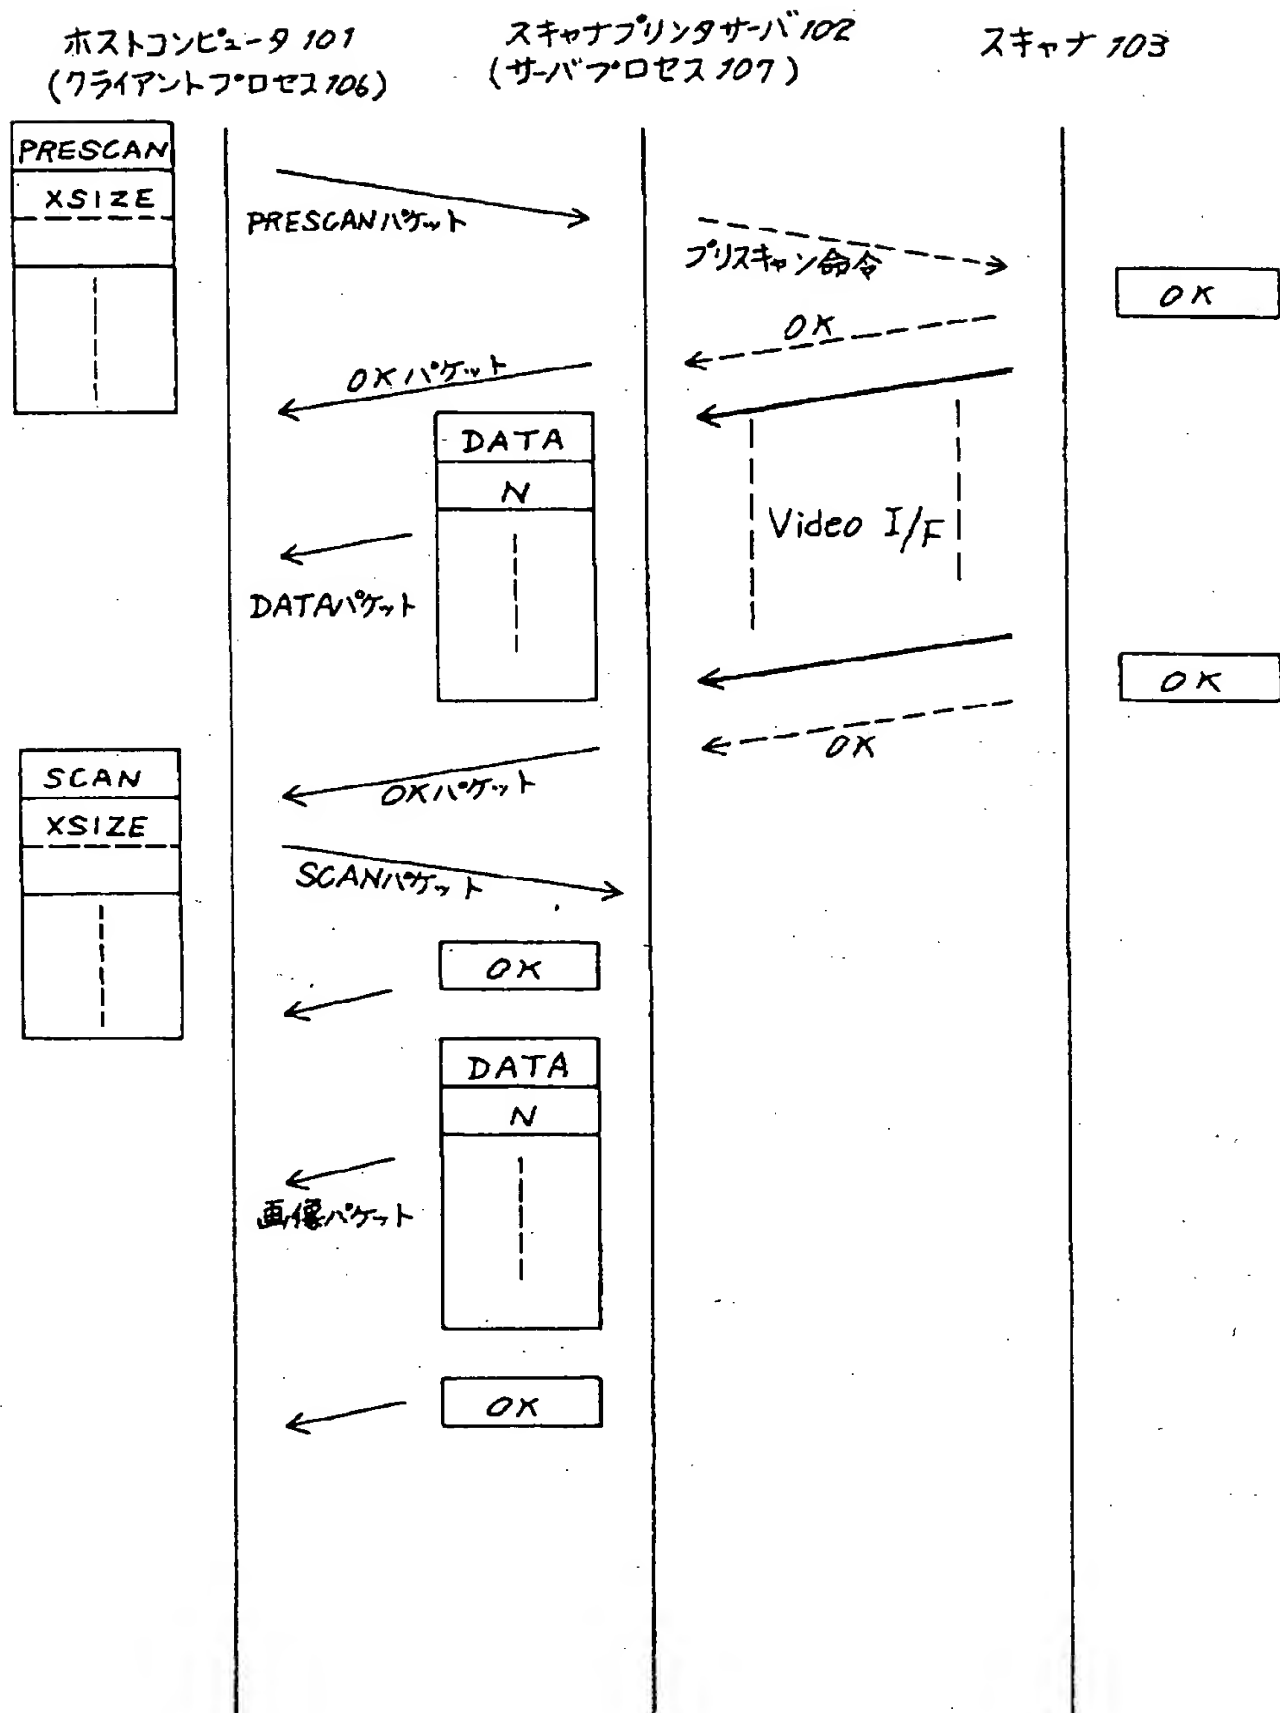 ホストコンピュータ 101
(クライアントプロセス106)
スキャナプリンタサーバ 102
(サーバプロセス 107)
スキャナ 103
PRESCAN
XSIZE
PRESCANパケット
プリスキャン命令
OK
OK
OKパケット
DATA
N
Video I/F
DATAパケット
OK
OK
OKパケット
SCAN
XSIZE
SCANパケット
OK
DATA
N
画像パケット
OK